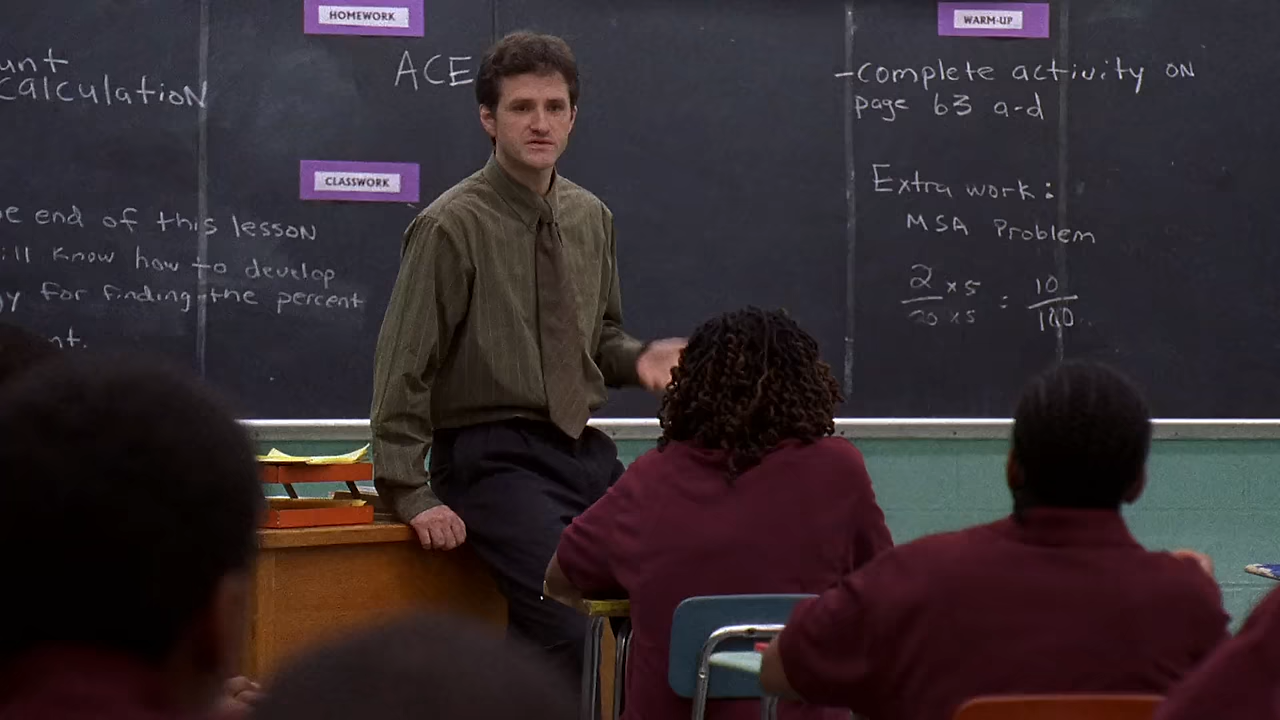 HOMEWORK
ACE
WARM-UP
-complete activity on
page 63 a-d
unt
calculation
CLASSWORK
e end of this lesson
ill know how to develop
y for finding the percent
nt.
Extra work:
MSA Problem
2 x 5 = 10
20 x 5 100